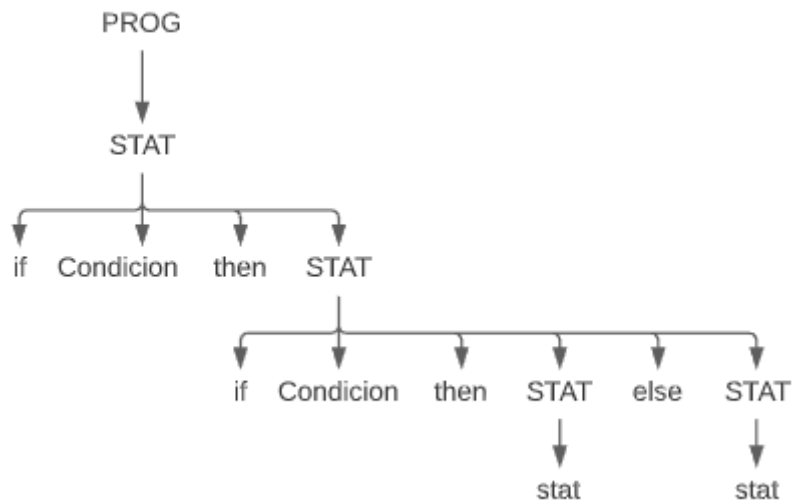 PROG
STAT
if Condicion then STAT
if Condicion then STAT else STAT
stat stat